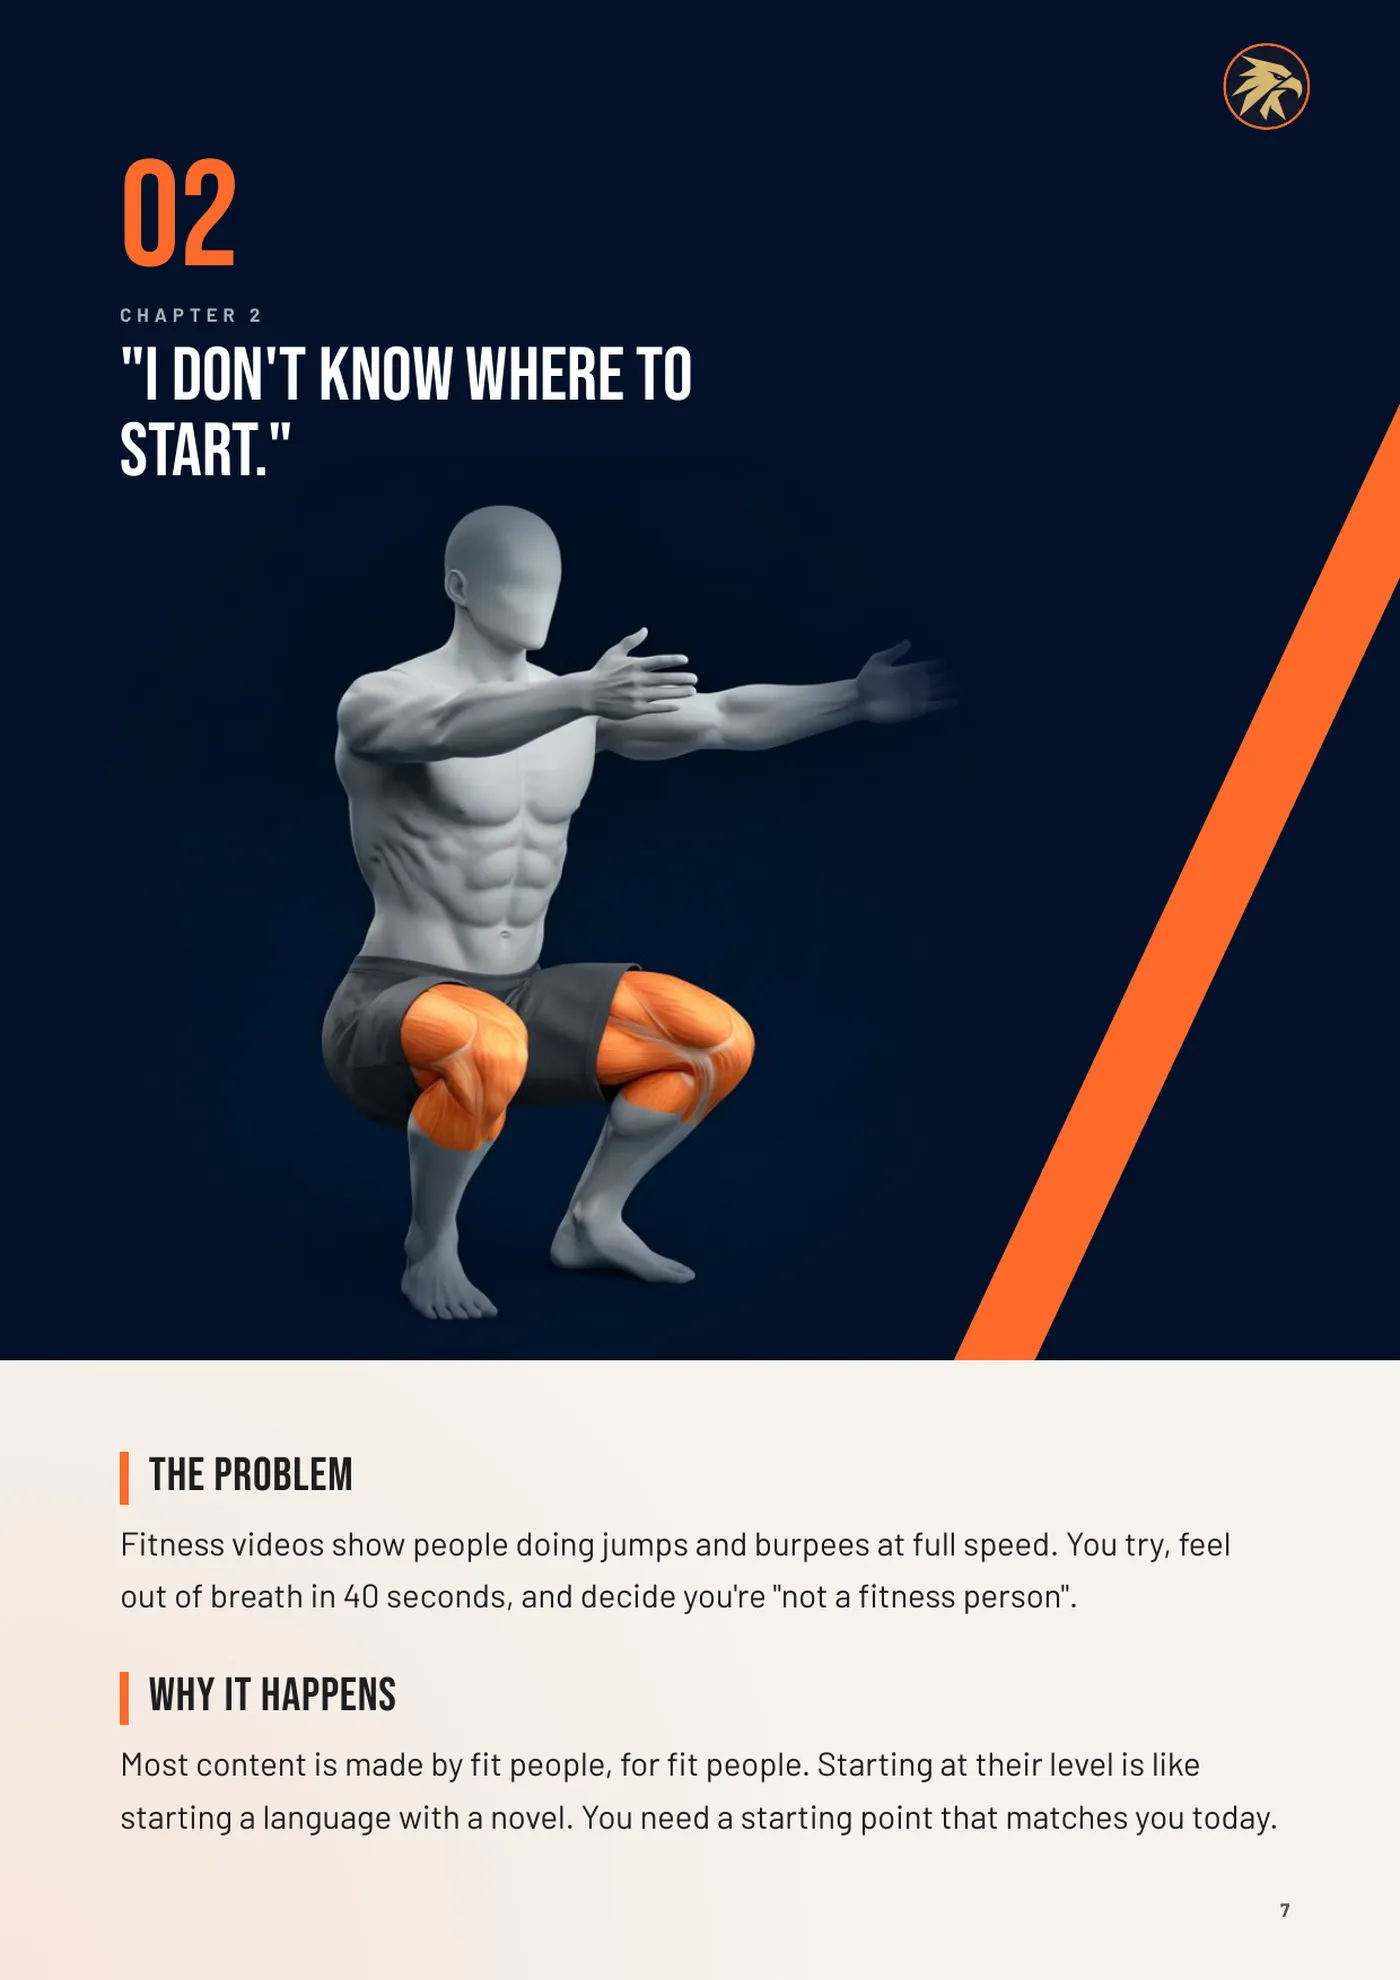 02
CHAPTER 2
"I DON'T KNOW WHERE TO
START."
THE PROBLEM
Fitness videos show people doing jumps and burpees at full speed. You try, feel
out of breath in 40 seconds, and decide you're "not a fitness person".
WHY IT HAPPENS
Most content is made by fit people, for fit people. Starting at their level is like
starting a language with a novel. You need a starting point that matches you today.
7